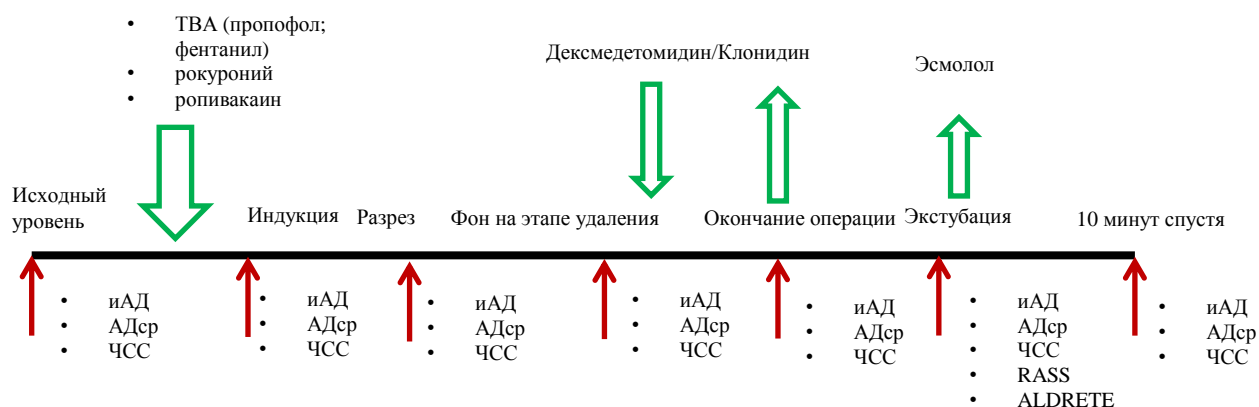 • ТВА (пропофол;
фентанил)
• рокуроний
• ропивакаин
Дексмедетомидин/Клонидин
Эсмолол
Исходный
уровень
Индукция
Разрез
Фон на этапе удаления
Окончание операции
Экстубация
10 минут спустя
• иАД
• АДср
• ЧСС
• иАД
• АДср
• ЧСС
• иАД
• АДср
• ЧСС
• иАД
• АДср
• ЧСС
• иАД
• АДср
• ЧСС
• иАД
• АДср
• ЧСС
• RASS
• ALDRETE
• иАД
• АДср
• ЧСС